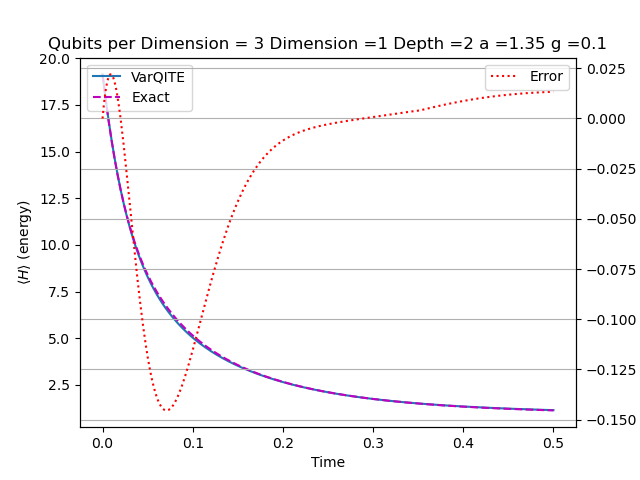 Qubits per Dimension = 3 Dimension =1 Depth =2 a =1.35 g =0.1
VarQITE
Exact
Error
⟨H⟩ (energy)
20.0
17.5
15.0
12.5
10.0
7.5
5.0
2.5
0.025
0.000
−0.025
−0.050
−0.075
−0.100
−0.125
−0.150
0.0 0.1 0.2 0.3 0.4 0.5
Time